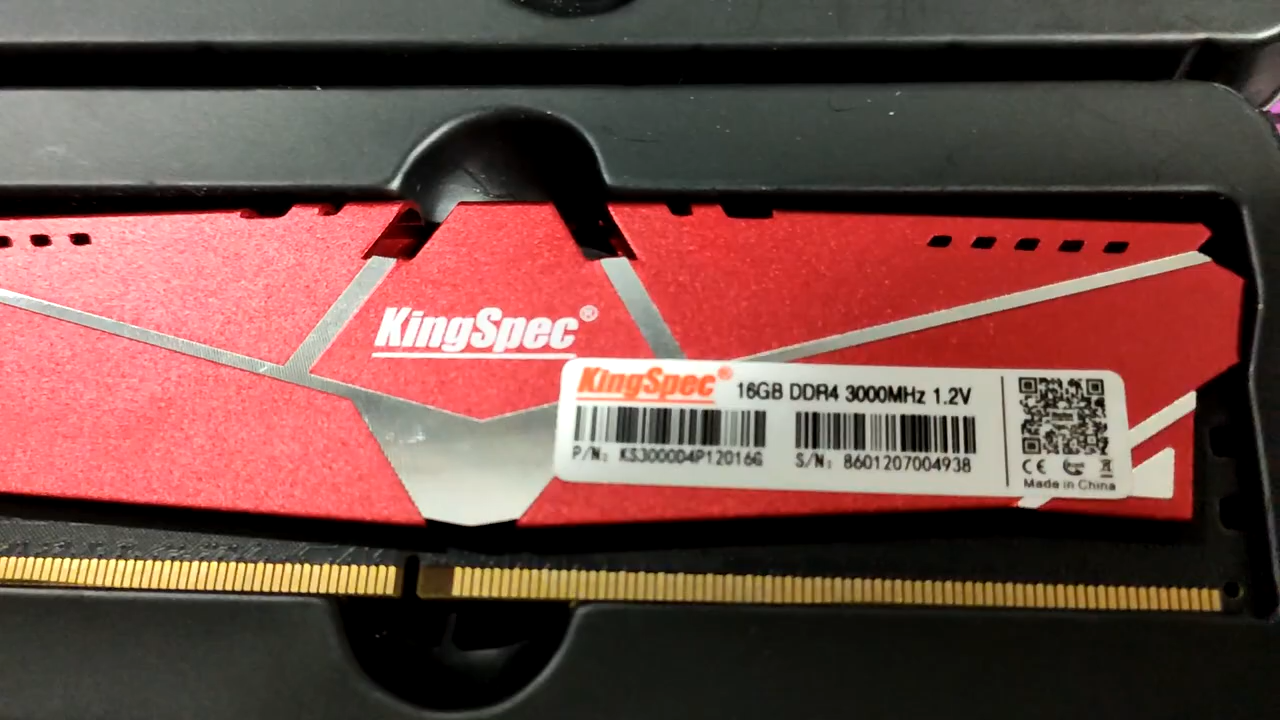 KingSpec®
KingSpec® 16GB DDR4 3000MHz 1.2V
P/N: KS3000D4P12016G
S/N: 8601207004938
Made in China